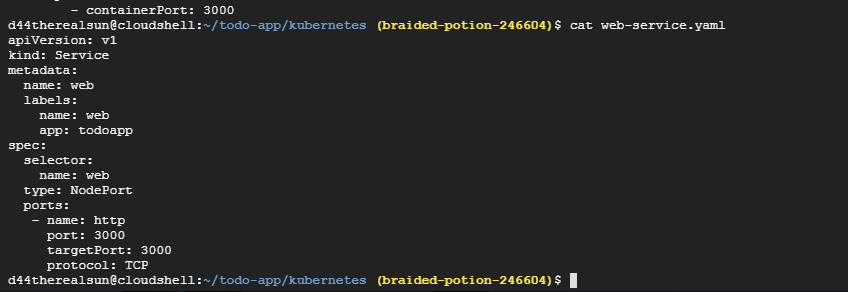 - containerPort: 3000
d44therealsun@cloudshell:~/todo-app/kubernetes (braided-potion-246604)$ cat web-service.yaml
apiVersion: v1
kind: Service
metadata:
  name: web
  labels:
    name: web
    app: todoapp
spec:
  selector:
    name: web
  type: NodePort
  ports:
   - name: http
     port: 3000
     targetPort: 3000
     protocol: TCP
d44therealsun@cloudshell:~/todo-app/kubernetes (braided-potion-246604)$